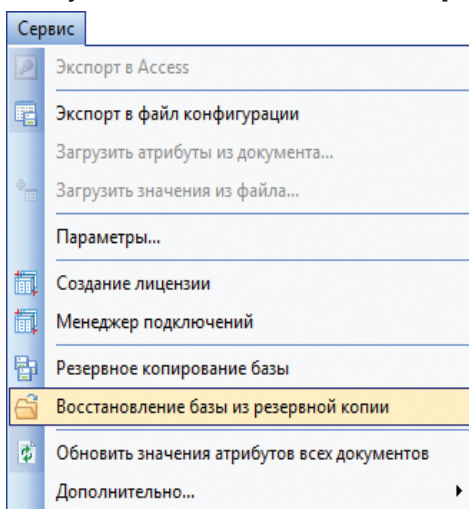 Сервис
Экспорт в Access
Экспорт в файл конфигурации
Загрузить атрибуты из документа...
Загрузить значения из файла...
Параметры...
Создание лицензии
Менеджер подключений
Резервное копирование базы
Восстановление базы из резервной копии
Обновить значения атрибутов всех документов
Дополнительно...